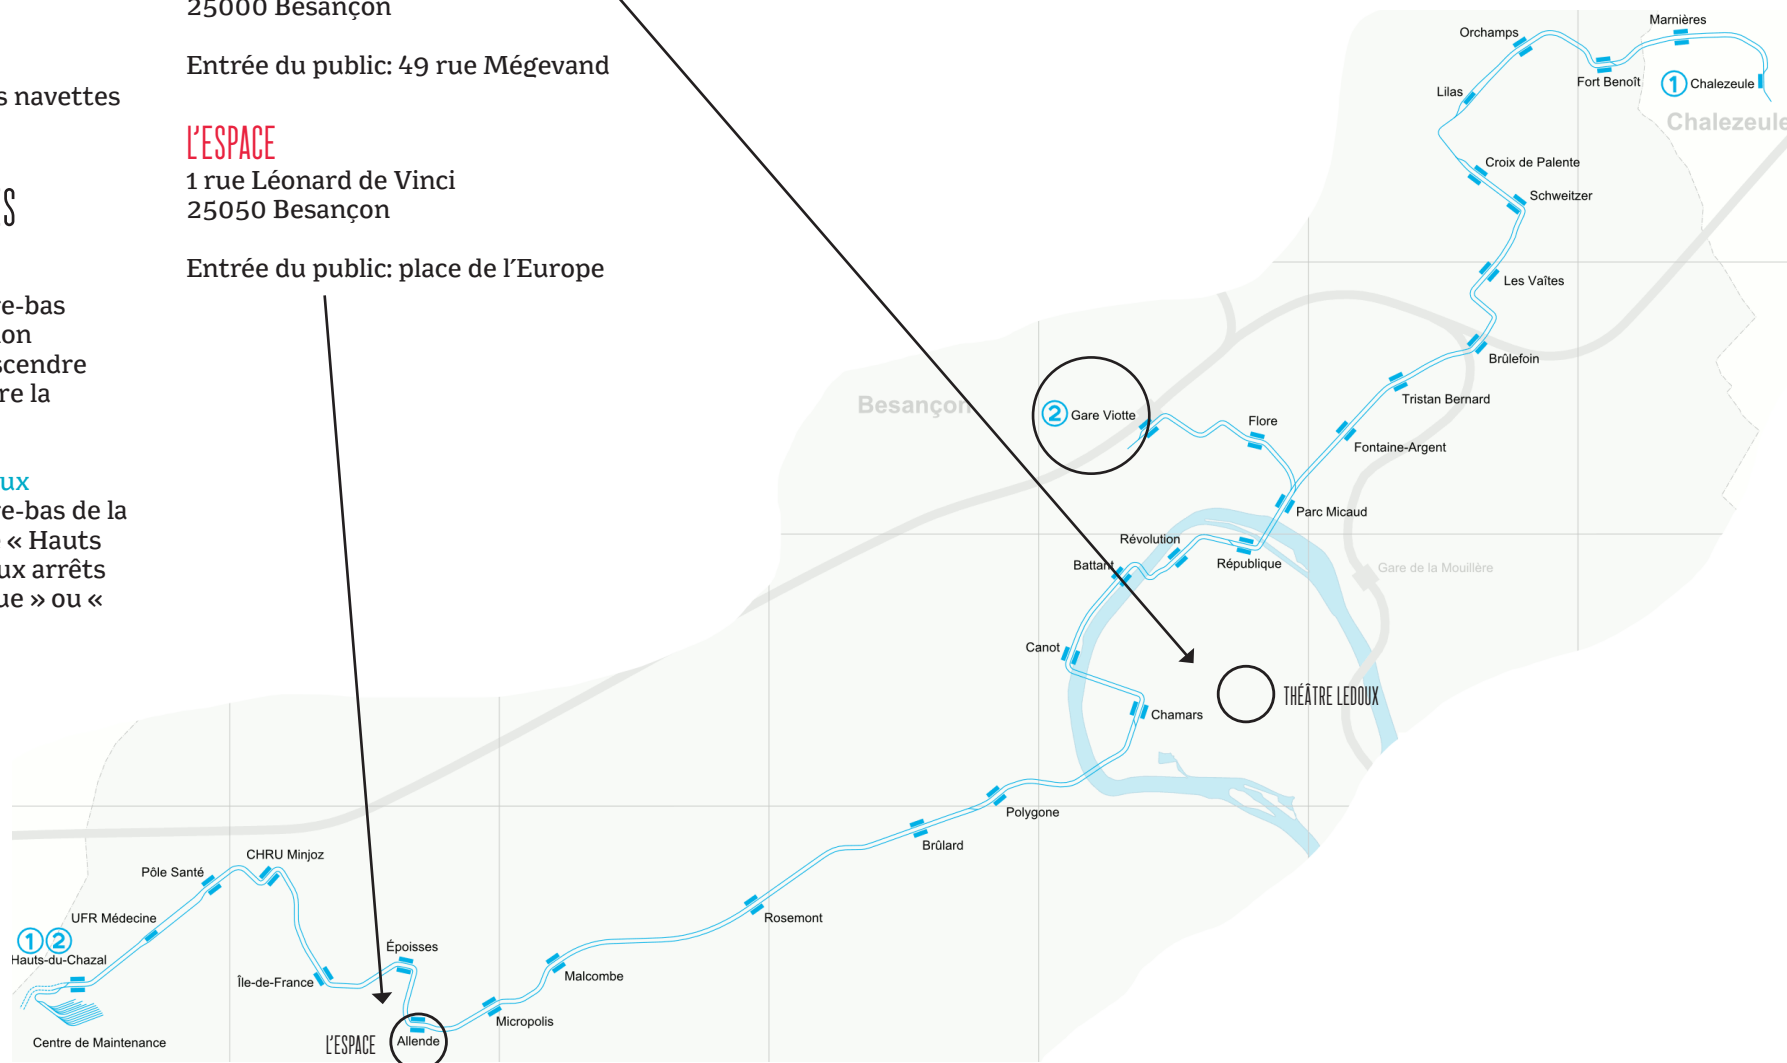 s navettes
ES
re-bas
ion
scendre
re la
ux
re-bas de la
« Hauts
ux arrêts
ue » ou «
25000 Besançon
Entrée du public: 49 rue Mégevand
L'ESPACE
1 rue Léonard de Vinci
25050 Besançon
Entrée du public: place de l'Europe
Marnières
Orchamps
Fort Benoît
1 Chalezeule
Lilas
Chalezeule
Croix de Palente
Schweitzer
Les Vaîtes
Brûlefoin
Tristan Bernard
Besançon
2 Gare Viotte
Flore
Fontaine-Argent
Parc Micaud
Révolution
République
Battant
Gare de la Mouillère
Canot
THÉÂTRE LEDOUX
Chamars
Polygone
Brûlard
CHRU Minjoz
Pôle Santé
UFR Médecine
Rosemont
1 2
Hauts-du-Chazal
Époisses
Île-de-France
Malcombe
Micropolis
Centre de Maintenance
L'ESPACE
Allende